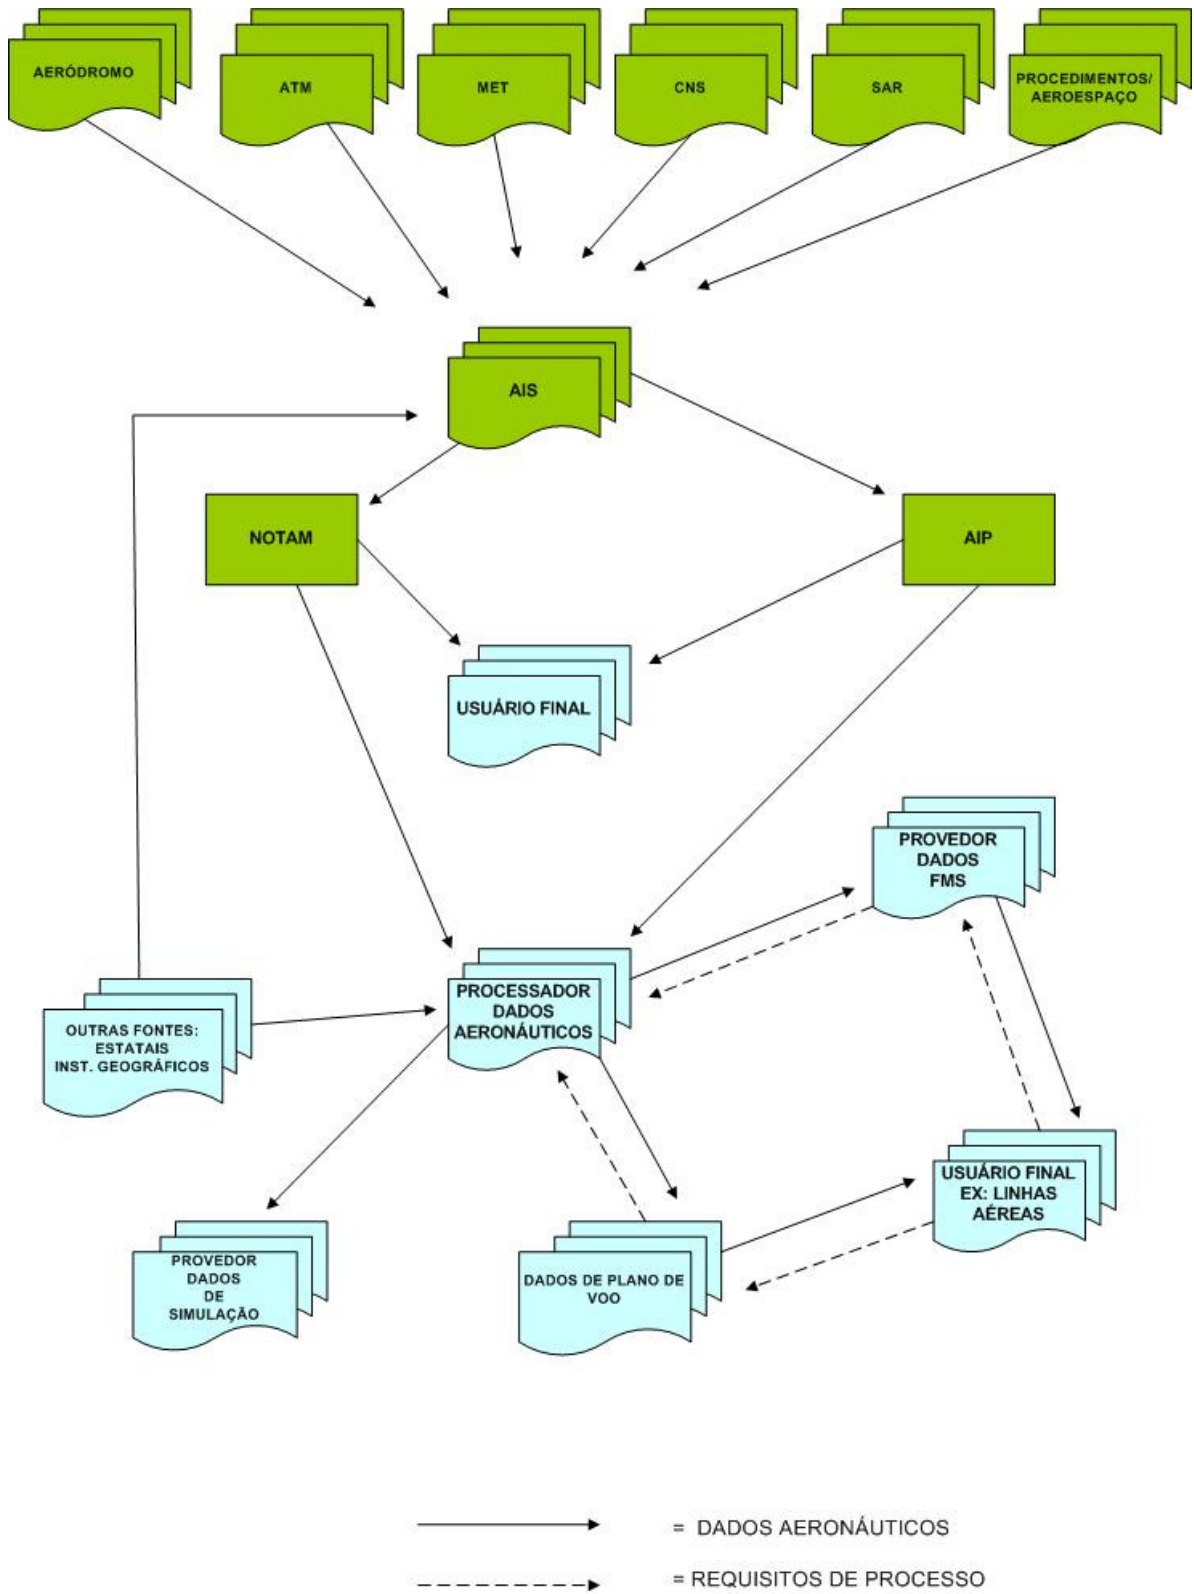 AERÓDROMO
ATM
MET
CNS
SAR
PROCEDIMENTOS/
AEROESPAÇO
AIS
NOTAM
AIP
USUÁRIO FINAL
PROVEDOR
DADOS
FMS
PROCESSADOR
DADOS
AERONÁUTICOS
OUTRAS FONTES:
ESTATAIS
INST. GEOGRÁFICOS
USUÁRIO FINAL
EX: LINHAS
AÉREAS
PROVEDOR
DADOS
DE
SIMULAÇÃO
DADOS DE PLANO DE
VOO
= DADOS AERONÁUTICOS
= REQUISITOS DE PROCESSO